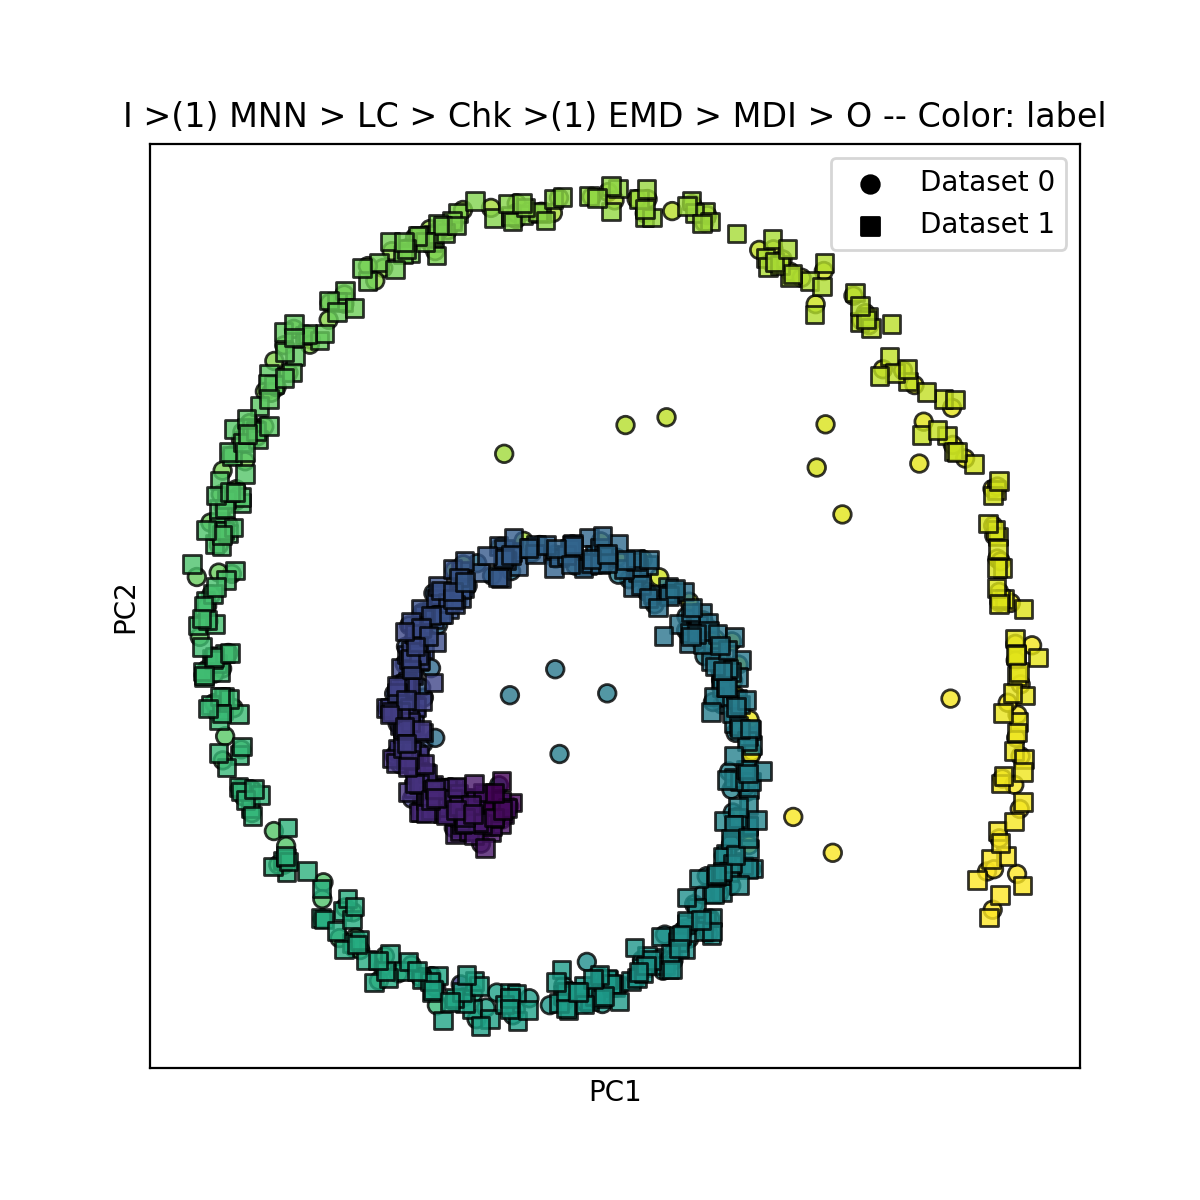 I >(1) MNN > LC > Chk >(1) EMD > MDI > O -- Color: label
Dataset 0
Dataset 1
PC2
PC1